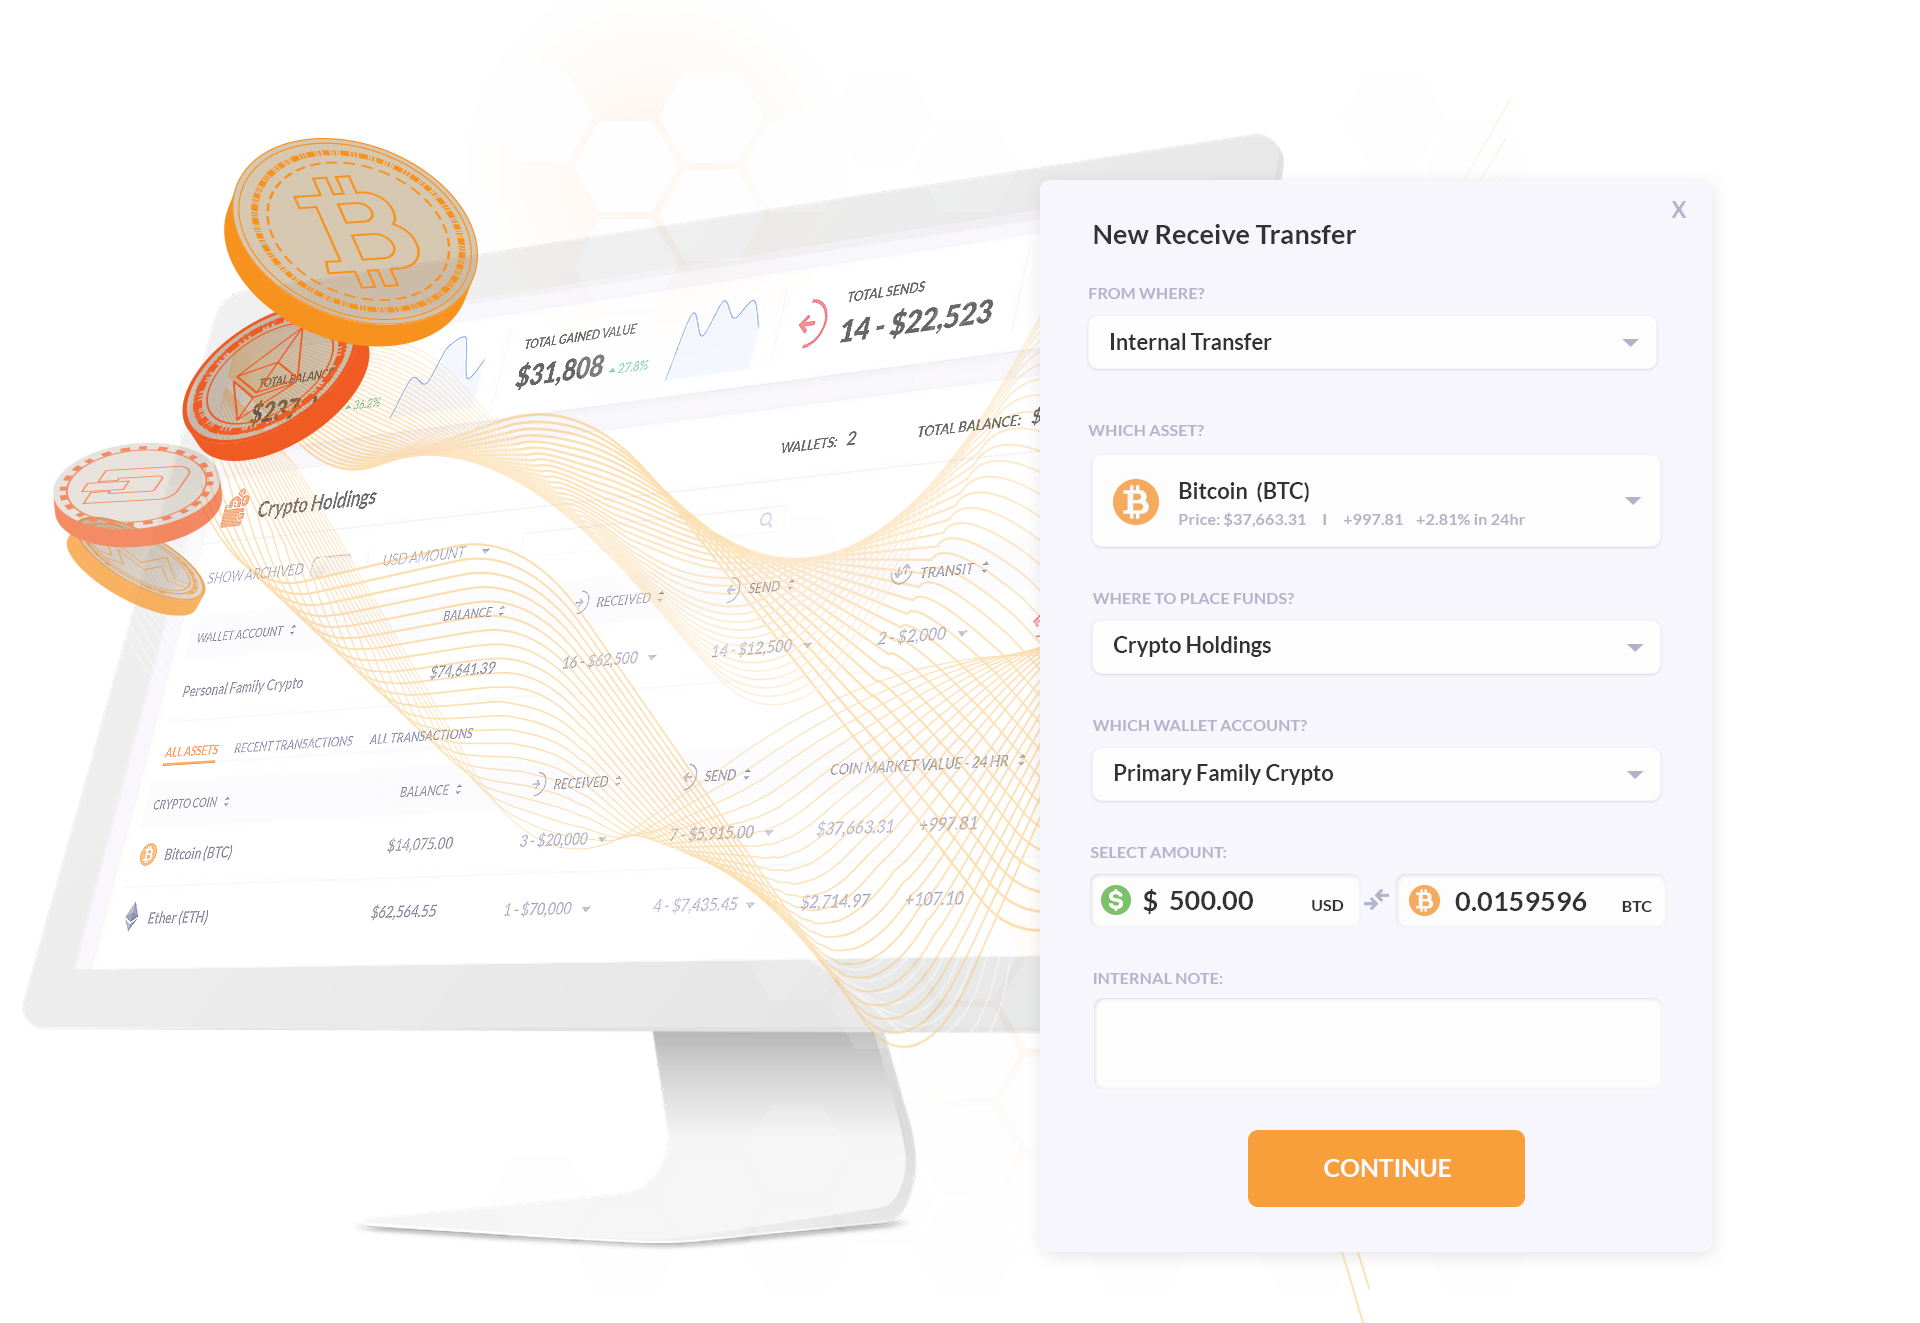 TOTAL BALANCE
36.2%
TOTAL GAINED VALUE
$31,808 27.8%
TOTAL SENDS
14 - $22,523
WALLETS: 2
TOTAL BALANCE:
Crypto Holdings
SHOW ARCHIVED
USD AMOUNT
WALLET ACCOUNT BALANCE RECEIVED SEND TRANSIT
Personal Family Crypto $74,641.39 16 - $62,500 14 - $12,500 2 - $2,000
ALL ASSETS RECENT TRANSACTIONS ALL TRANSACTIONS
CRYPTO COIN BALANCE RECEIVED SEND COIN MARKET VALUE - 24 HR
Bitcoin (BTC) $14,075.00 3 - $20,000 7 - $5,915.00 $37,663.31 +997.81
Ether (ETH) $62,564.55 1 - $70,000 4 - $7,435.45 $2,714.97 +107.10
X
New Receive Transfer
FROM WHERE?
Internal Transfer
WHICH ASSET?
Bitcoin (BTC)
Price: $37,663.31 I +997.81 +2.81% in 24hr
WHERE TO PLACE FUNDS?
Crypto Holdings
WHICH WALLET ACCOUNT?
Primary Family Crypto
SELECT AMOUNT:
$ 500.00 USD 0.0159596 BTC
INTERNAL NOTE:
CONTINUE